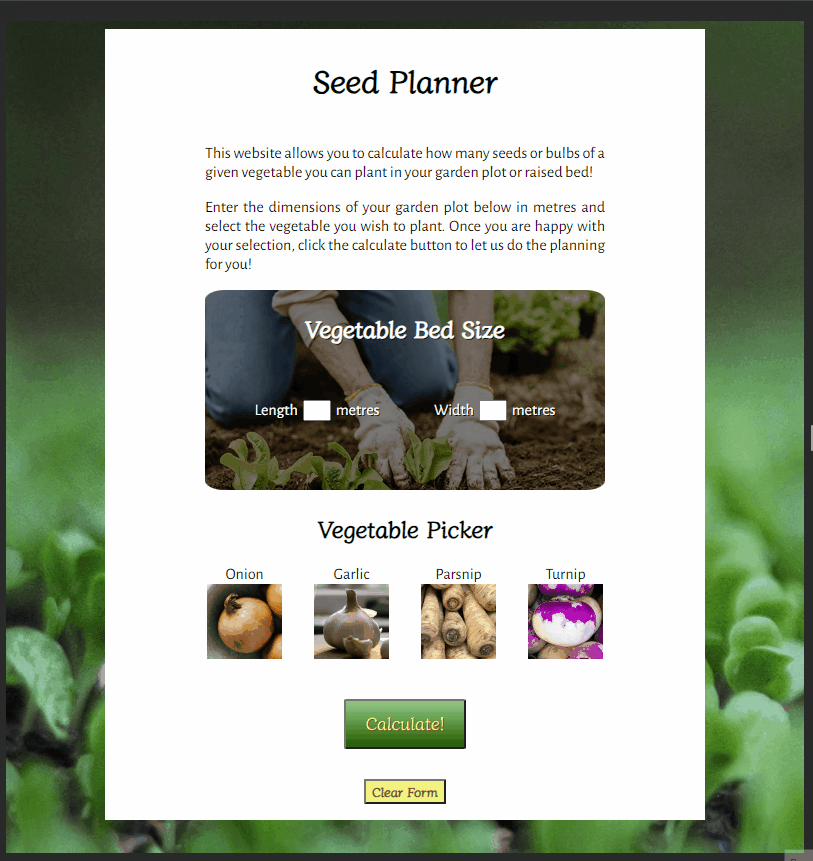 Seed Planner
This website allows you to calculate how many seeds or bulbs of a
given vegetable you can plant in your garden plot or raised bed!
Enter the dimensions of your garden plot below in metres and
select the vegetable you wish to plant. Once you are happy with
your selection, click the calculate button to let us do the planning
for you!
Vegetable Bed Size
Length metres Width metres
Vegetable Picker
Onion Garlic Parsnip Turnip
Calculate!
Clear Form